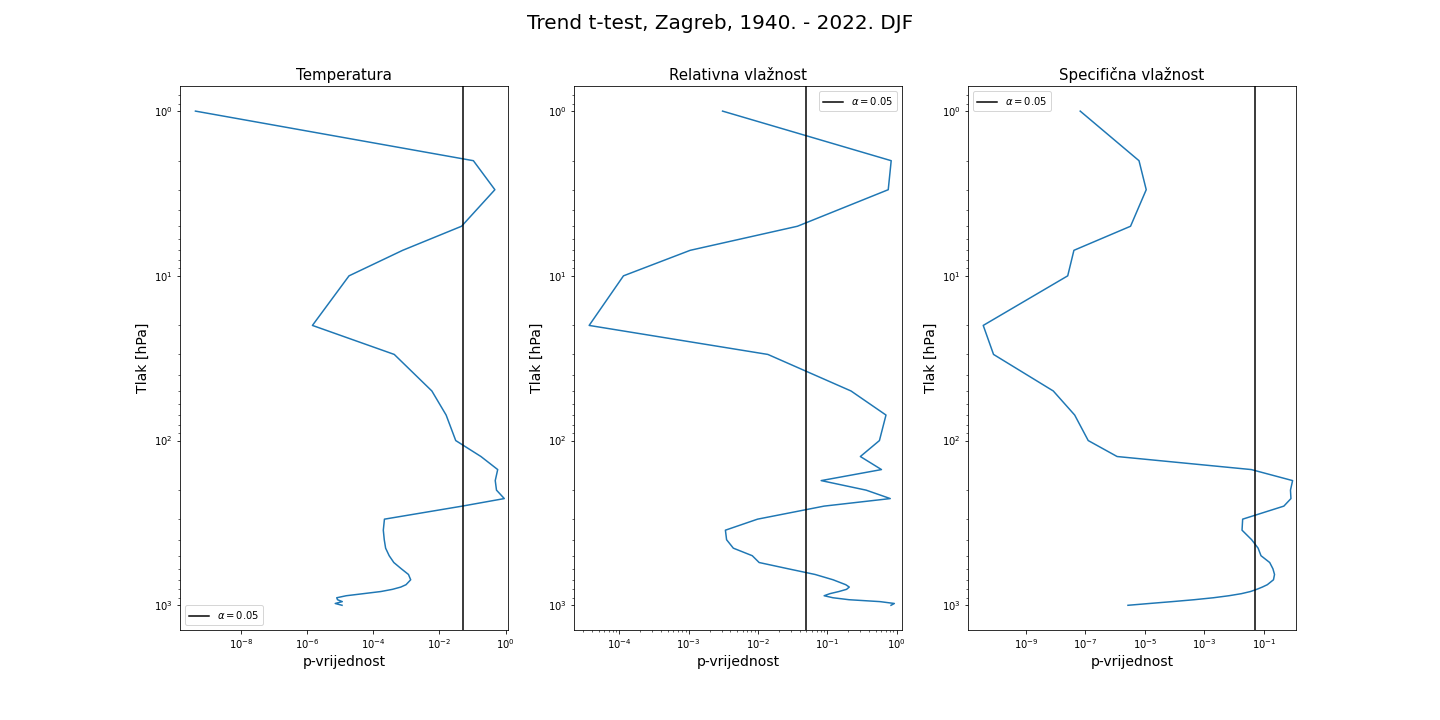 Trend t-test, Zagreb, 1940. - 2022. DJF
Temperatura
Tlak [hPa]
10⁰
10¹
10²
10³
α = 0.05
10⁻⁸
10⁻⁶
10⁻⁴
10⁻²
10⁰
p-vrijednost
Relativna vlažnost
Tlak [hPa]
10⁰
10¹
10²
10³
α = 0.05
10⁻⁴
10⁻³
10⁻²
10⁻¹
10⁰
p-vrijednost
Specifična vlažnost
Tlak [hPa]
10⁰
10¹
10²
10³
α = 0.05
10⁻⁹
10⁻⁷
10⁻⁵
10⁻³
10⁻¹
p-vrijednost